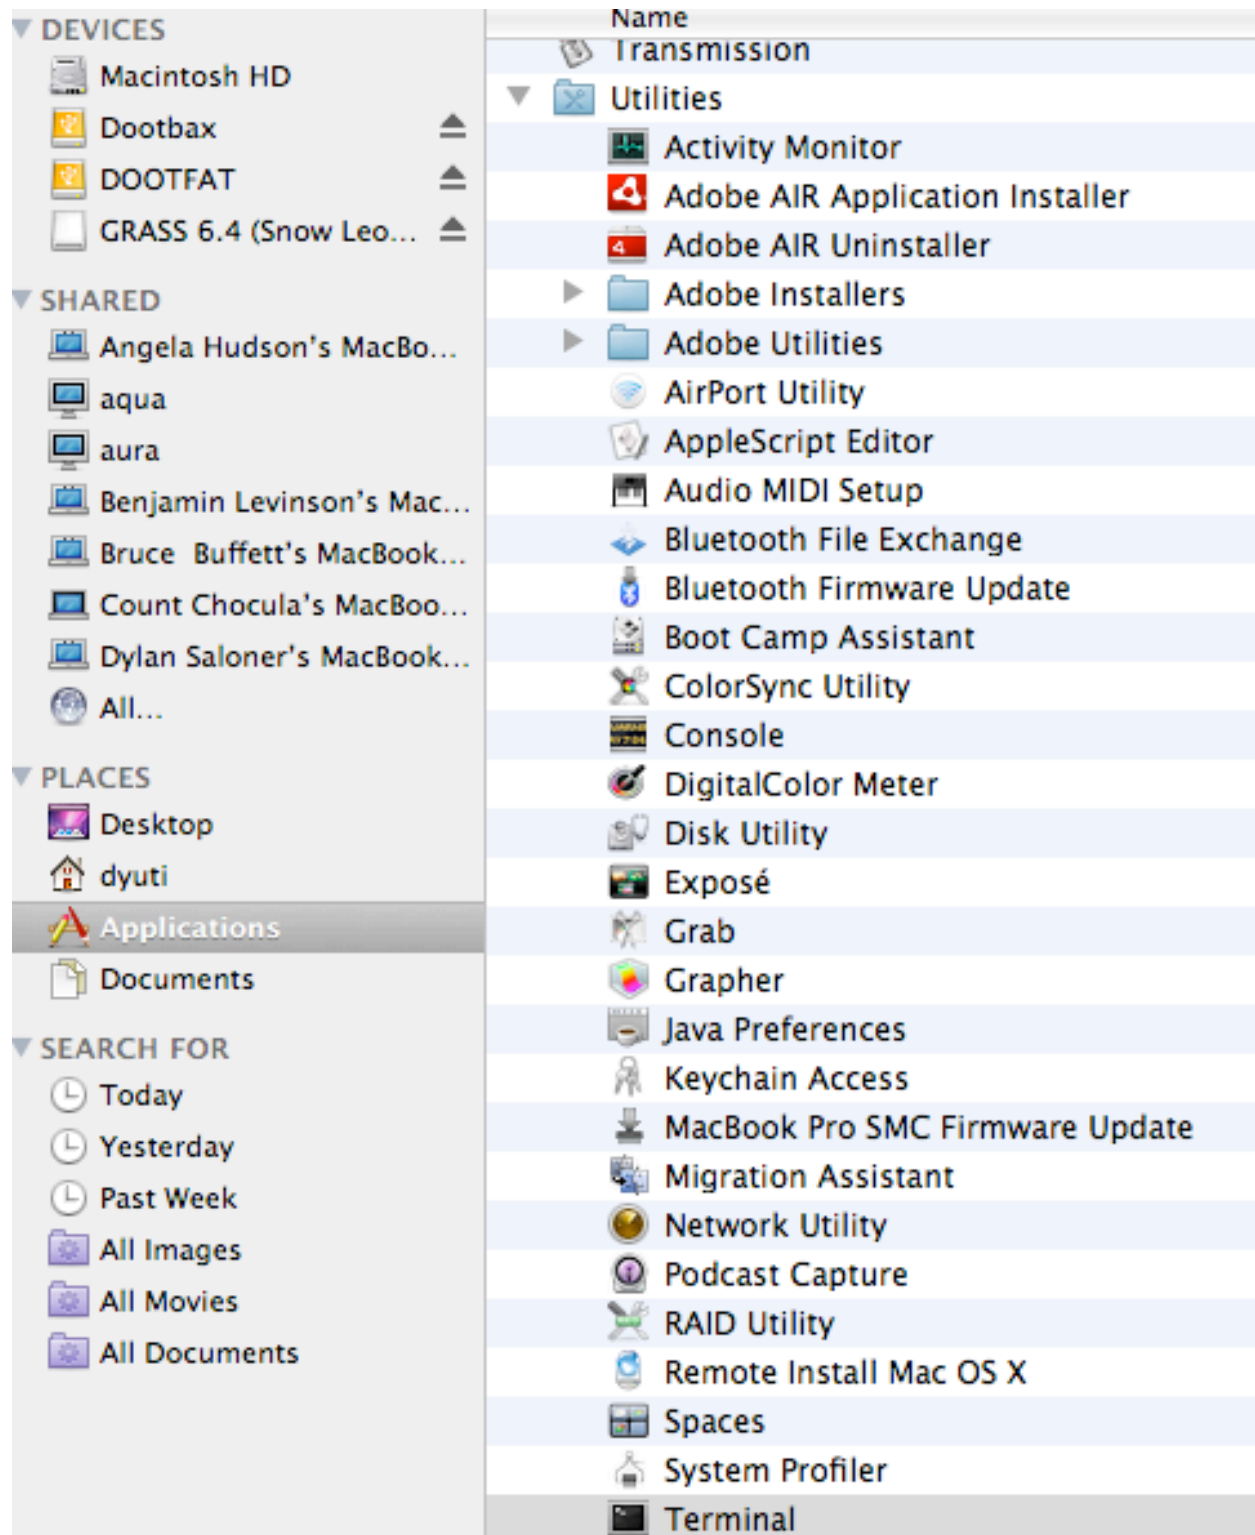 DEVICES
Macintosh HD
Dootbax
DOOTFAT
GRASS 6.4 (Snow Leo...
SHARED
Angela Hudson's MacBo...
aqua
aura
Benjamin Levinson's Mac...
Bruce  Buffett's MacBook...
Count Chocula's MacBoo...
Dylan Saloner's MacBook...
All...
PLACES
Desktop
dyuti
Applications
Documents
SEARCH FOR
Today
Yesterday
Past Week
All Images
All Movies
All Documents
Name
Transmission
Utilities
Activity Monitor
Adobe AIR Application Installer
Adobe AIR Uninstaller
Adobe Installers
Adobe Utilities
AirPort Utility
AppleScript Editor
Audio MIDI Setup
Bluetooth File Exchange
Bluetooth Firmware Update
Boot Camp Assistant
ColorSync Utility
Console
DigitalColor Meter
Disk Utility
Exposé
Grab
Grapher
Java Preferences
Keychain Access
MacBook Pro SMC Firmware Update
Migration Assistant
Network Utility
Podcast Capture
RAID Utility
Remote Install Mac OS X
Spaces
System Profiler
Terminal